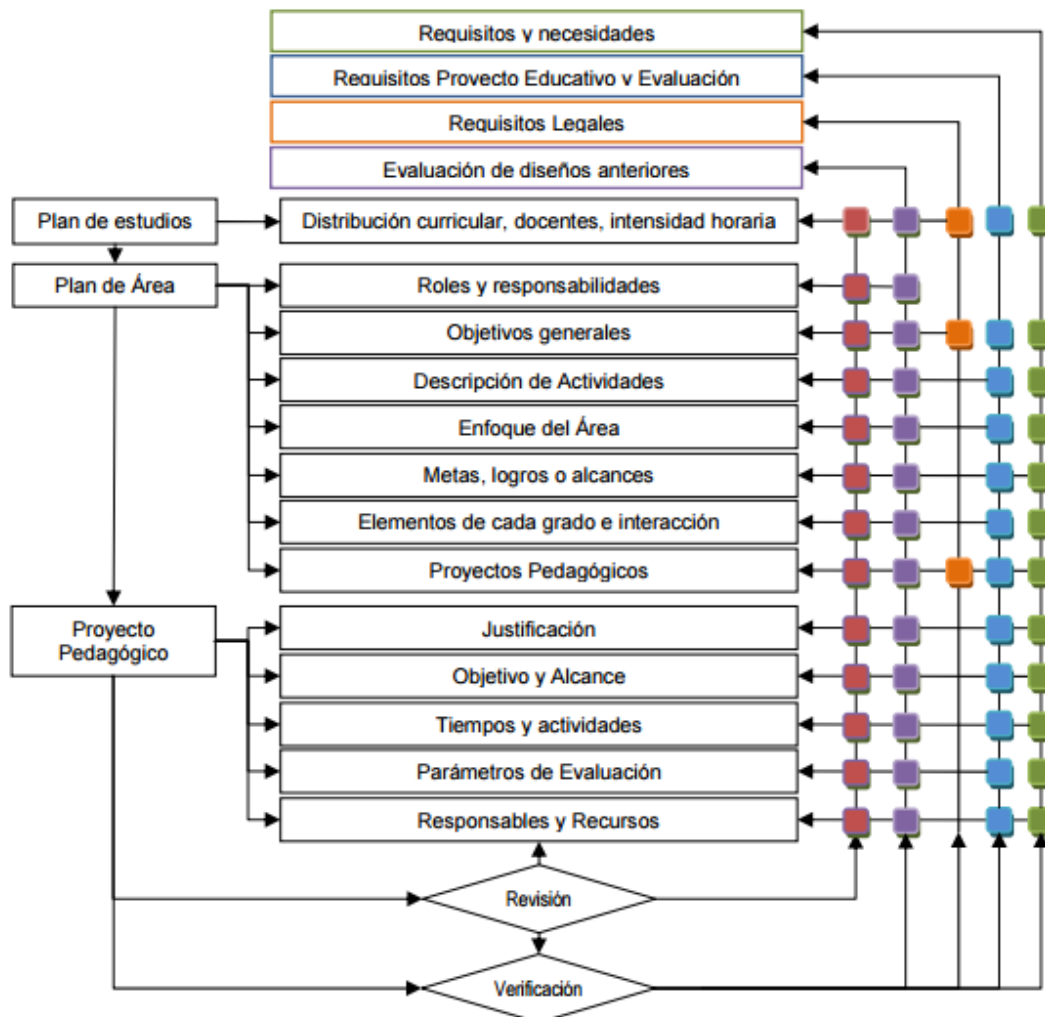 Requisitos y necesidades
Requisitos Proyecto Educativo y Evaluación
Requisitos Legales
Evaluación de diseños anteriores
Plan de estudios
Distribución curricular, docentes, intensidad horaria
Plan de Área
Roles y responsabilidades
Objetivos generales
Descripción de Actividades
Enfoque del Área
Metas, logros o alcances
Elementos de cada grado e interacción
Proyectos Pedagógicos
Proyecto
Pedagógico
Justificación
Objetivo y Alcance
Tiempos y actividades
Parámetros de Evaluación
Responsables y Recursos
Revisión
Verificación